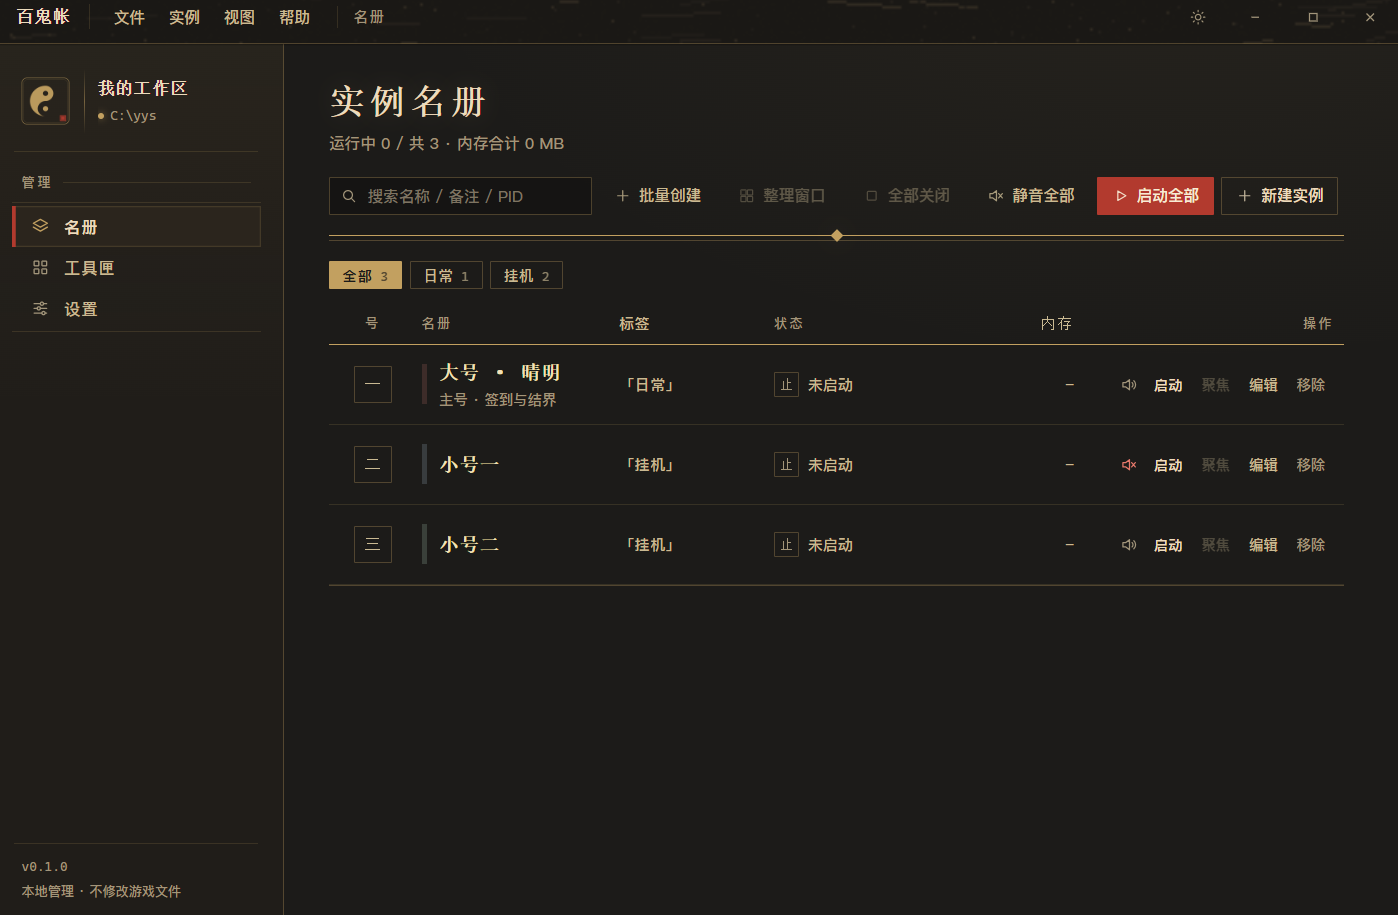 百鬼帐 文件 实例 视图 帮助 名册
我的工作区
C:\yys
管理
名册
工具匣
设置
v0.1.0
本地管理 · 不修改游戏文件
实例名册
运行中 0 / 共 3 · 内存合计 0 MB
搜索名称 / 备注 / PID 批量创建 整理窗口 全部关闭 静音全部 启动全部 新建实例
全部 3 日常 1 挂机 2
号 名册 标签 状态 内存 操作
一 大号 · 晴明 「日常」 止 未启动 – 启动 聚焦 编辑 移除
主号 · 签到与结界
二 小号一 「挂机」 止 未启动 – 启动 聚焦 编辑 移除
三 小号二 「挂机」 止 未启动 – 启动 聚焦 编辑 移除